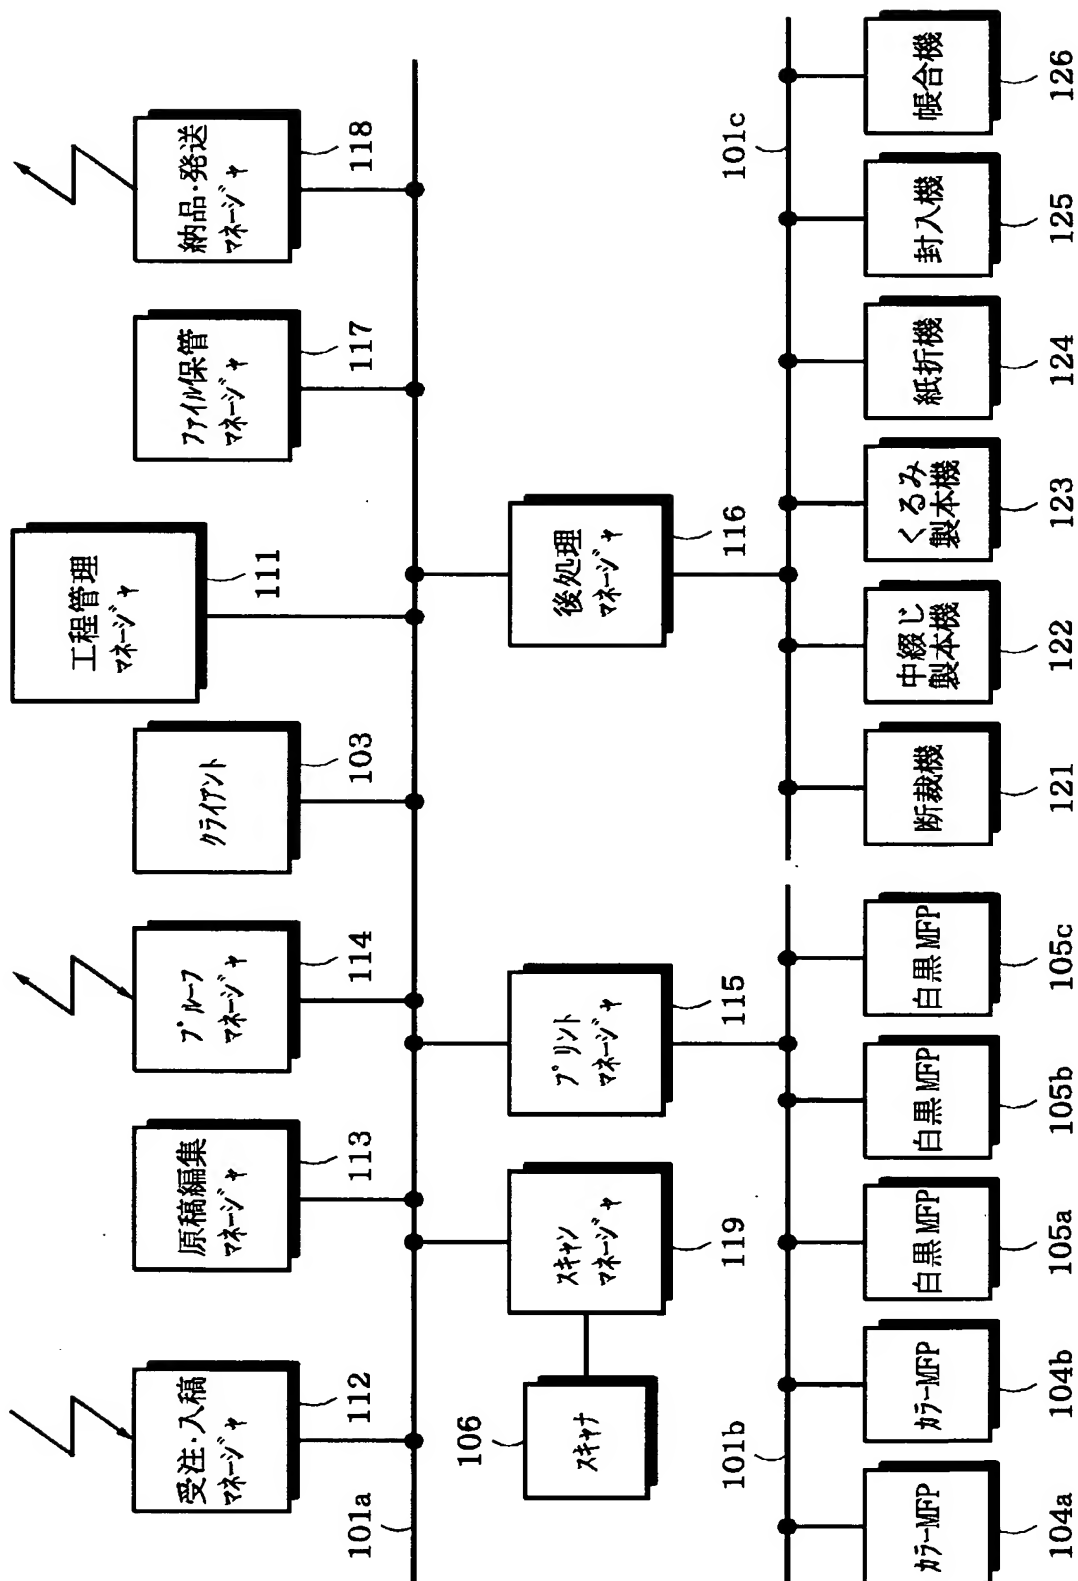 工程管理
マネージャ
111
受注・入稿
マネージャ
112
原稿編集
マネージャ
113
プルーフ
マネージャ
114
クライアント
103
ファイル保管
マネージャ
117
納品・発送
マネージャ
118
101a
スキャナ
106
スキャン
マネージャ
119
プリント
マネージャ
115
後処理
マネージャ
116
101b
101c
カラーMFP
104a
カラーMFP
104b
白黒MFP
105a
白黒MFP
105b
白黒MFP
105c
断裁機
121
中綴じ
製本機
122
くるみ
製本機
123
紙折機
124
封入機
125
帳合機
126